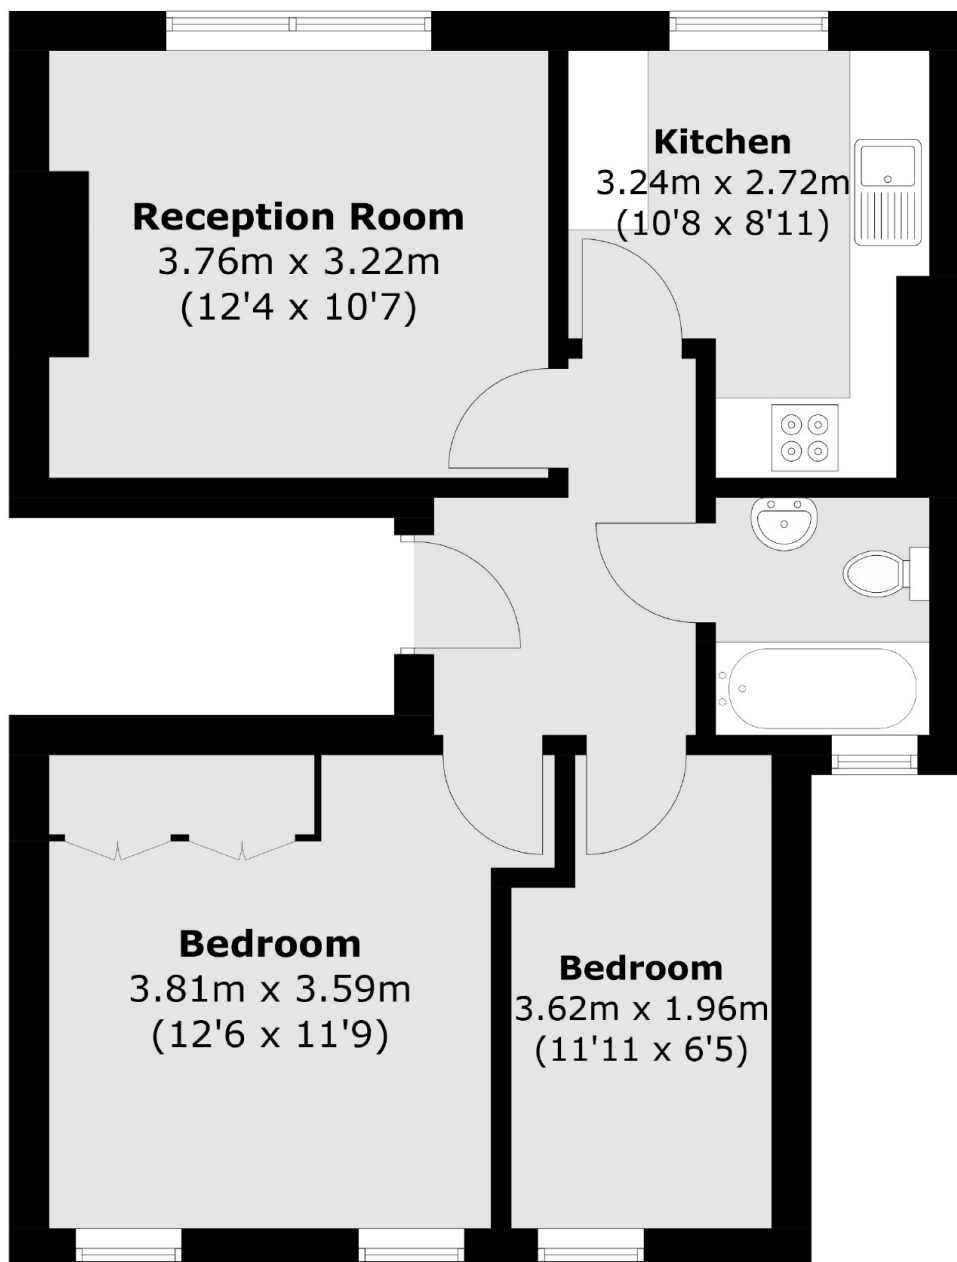 Reception Room
3.76m x 3.22m
(12'4 x 10'7)
Kitchen
3.24m x 2.72m
(10'8 x 8'11)
Bedroom
3.81m x 3.59m
(12'6 x 11'9)
Bedroom
3.62m x 1.96m
(11'11 x 6'5)